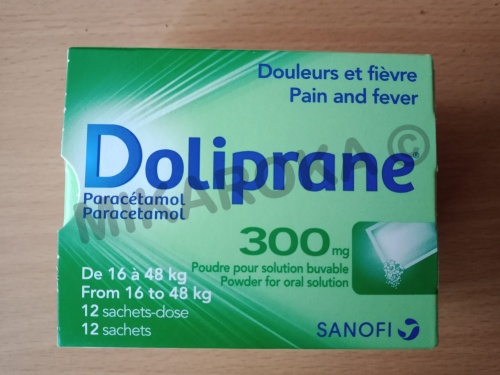 Douleurs et fièvre
Pain and fever
Doliprane®
Paracétamol
Paracetamol
MIKAROKA ©
300 mg
Poudre pour solution buvable
Powder for oral solution
De 16 à 48 kg
From 16 to 48 kg
12 sachets-dose
12 sachets
SANOFI